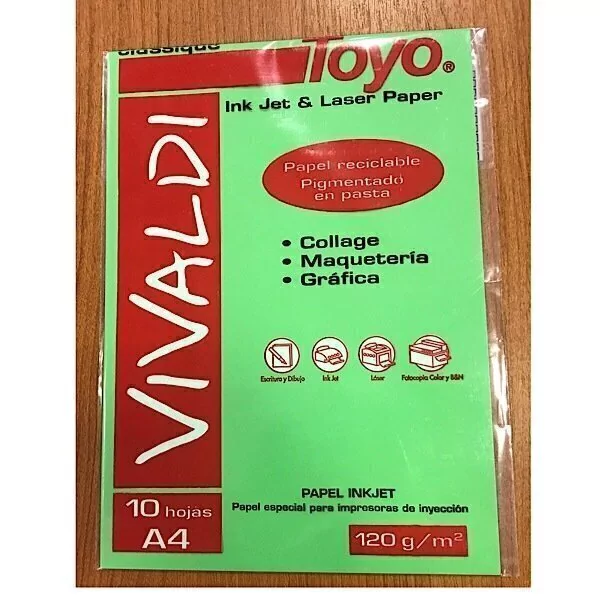 classique
Toyo®
Ink Jet & Laser Paper
VIVALDI
Papel reciclable
Pigmentado
en pasta
• Collage
• Maquetería
• Gráfica
Escritura y Dibujo
Ink Jet
Láser
Fotocopia Color y B&N
PAPEL INKJET
Papel especial para impresoras de inyección
10 hojas
A4
120 g/m²